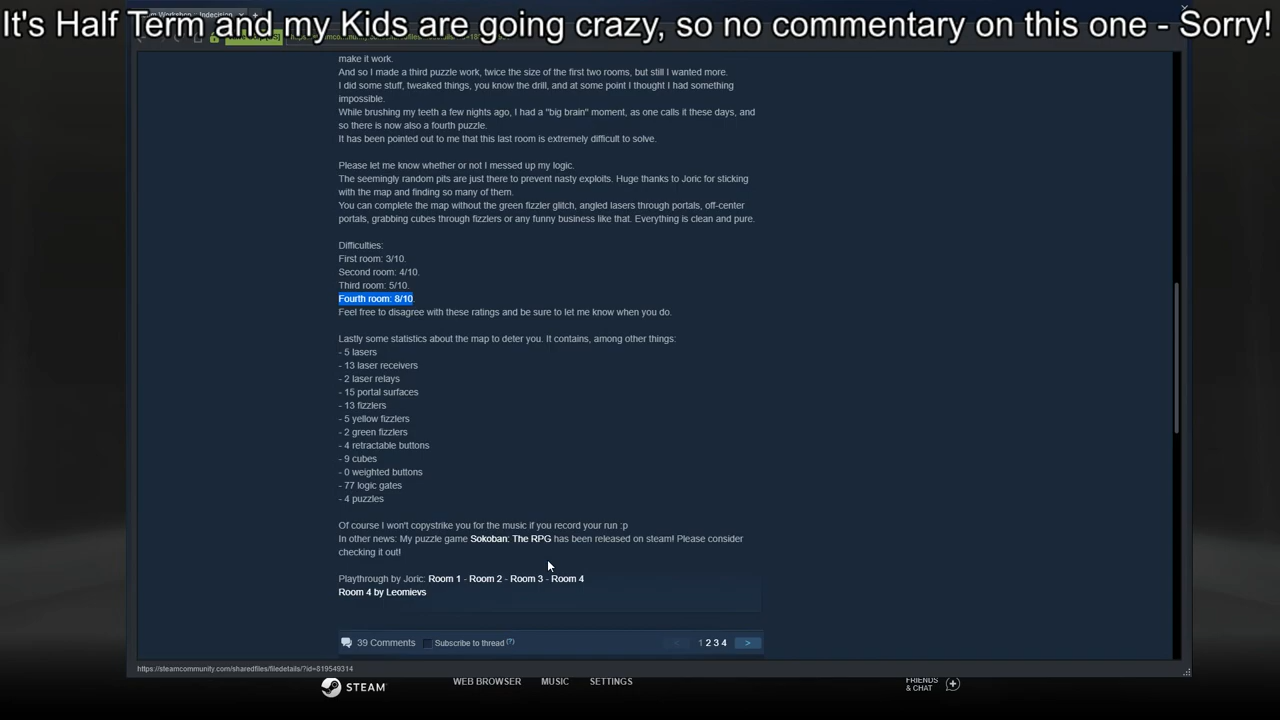 It's Half Term and my Kids are going crazy, so no commentary on this one - Sorry!
make it work.
And so I made a third puzzle work, twice the size of the first two rooms, but still I wanted more.
I did some stuff, tweaked things, you know the drill, and at some point I thought I had something
impossible.
While brushing my teeth a few nights ago, I had a "big brain" moment, as one calls it these days, and
so there is now also a fourth puzzle.
It has been pointed out to me that this last room is extremely difficult to solve.
Please let me know whether or not I messed up my logic.
The seemingly random pits are just there to prevent nasty exploits. Huge thanks to Joric for sticking
with the map and finding so many of them.
You can complete the map without the green fizzler glitch, angled lasers through portals, off-center
portals, grabbing cubes through fizzlers or any funny business like that. Everything is clean and pure.
Difficulties:
First room: 3/10.
Second room: 4/10.
Third room: 5/10.
Fourth room: 8/10
Feel free to disagree with these ratings and be sure to let me know when you do.
Lastly some statistics about the map to deter you. It contains, among other things:
- 5 lasers
- 13 laser receivers
- 2 laser relays
- 15 portal surfaces
- 13 fizzlers
- 5 yellow fizzlers
- 2 green fizzlers
- 4 retractable buttons
- 9 cubes
- 0 weighted buttons
- 77 logic gates
- 4 puzzles
Of course I won't copystrike you for the music if you record your run :p
In other news: My puzzle game Sokoban: The RPG has been released on steam! Please consider
checking it out!
Playthrough by Joric: Room 1 - Room 2 - Room 3 - Room 4
Room 4 by Leomievs
39 Comments Subscribe to thread (?) < 1 2 3 4 >
https://steamcommunity.com/sharedfiles/filedetails/?id=819549314
STEAM WEB BROWSER MUSIC SETTINGS FRIENDS
& CHAT